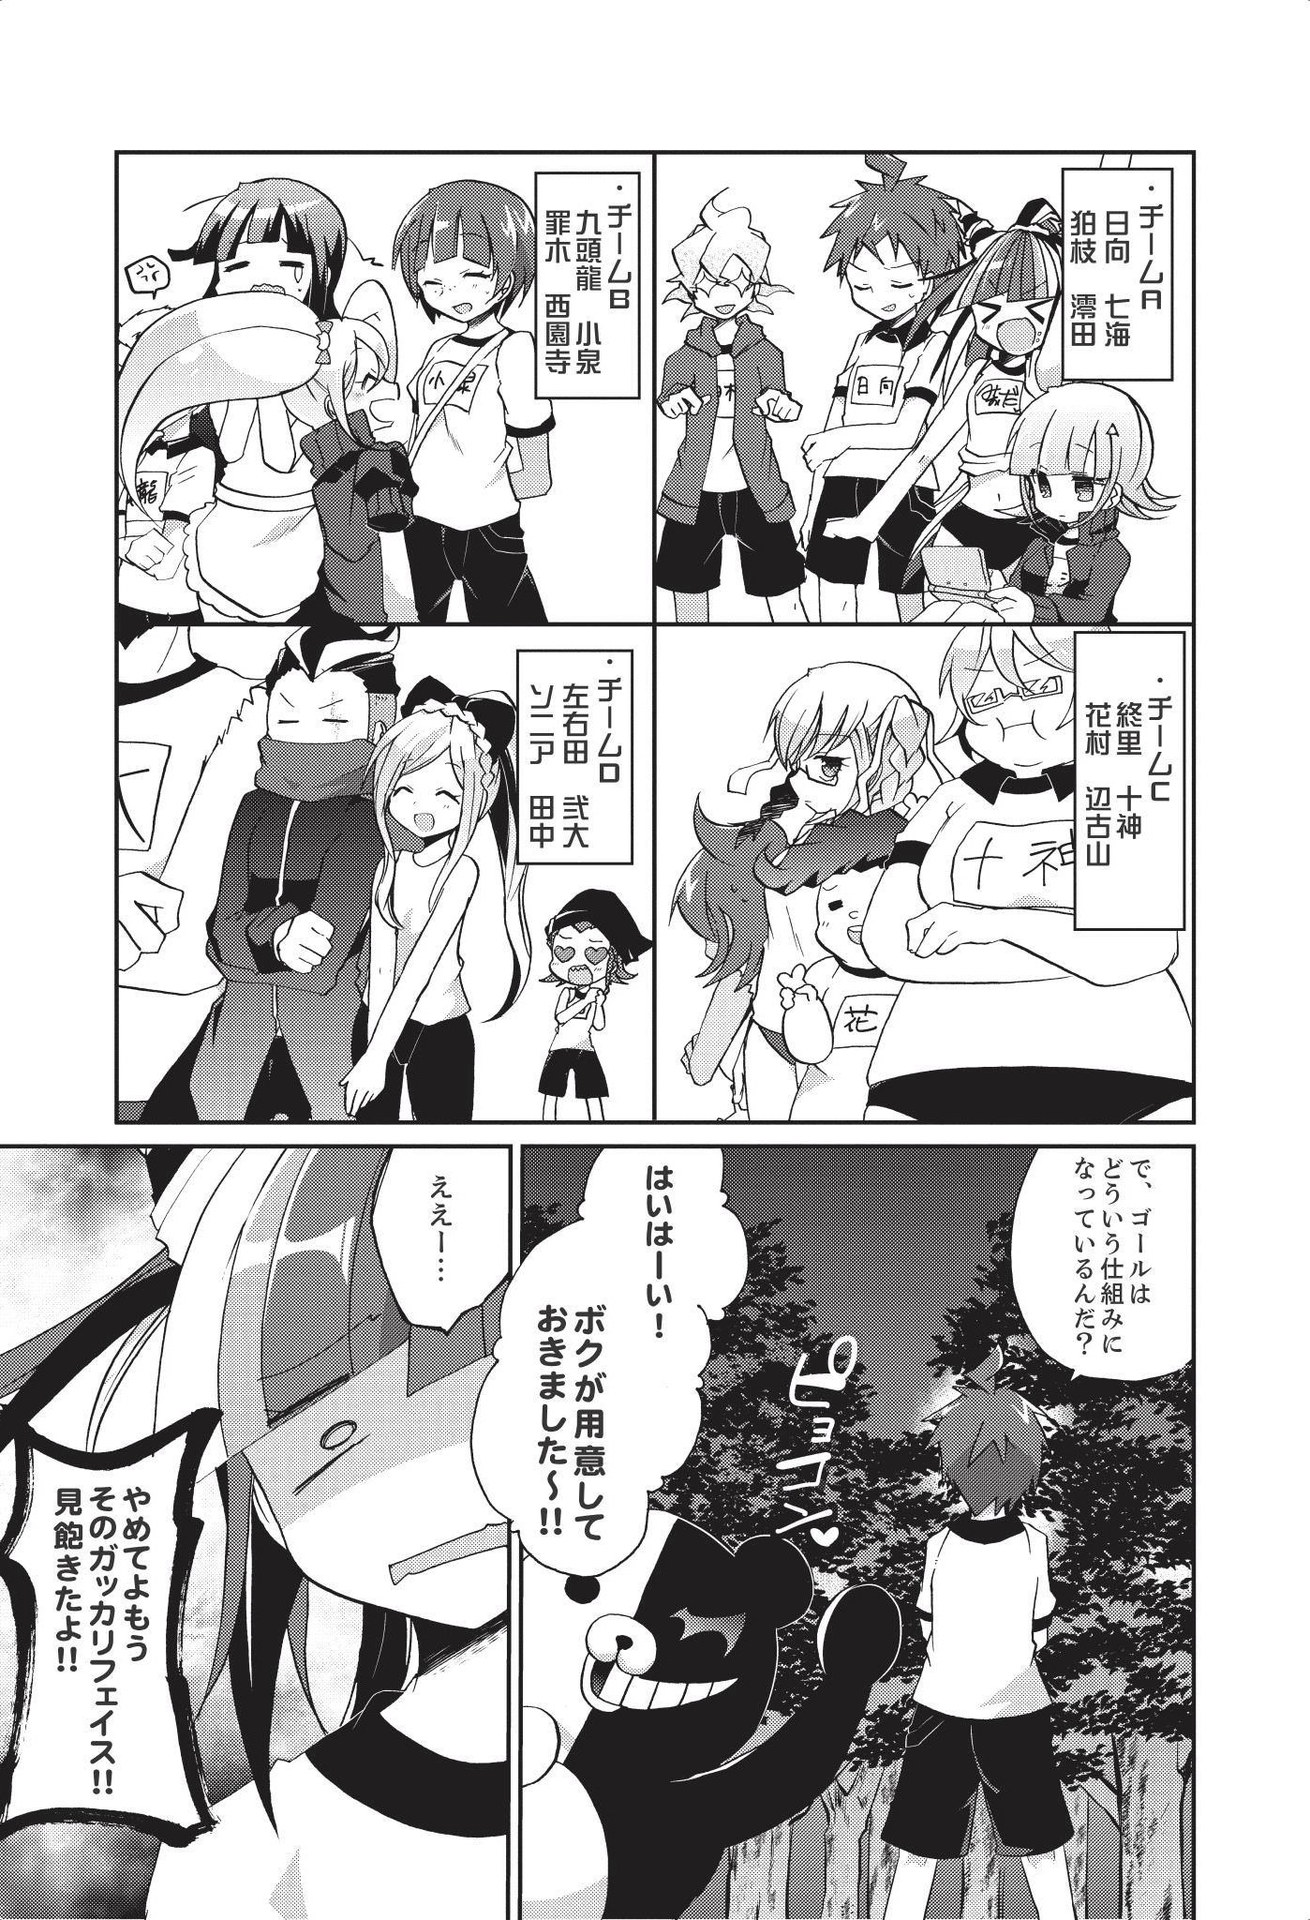 ・チームA
日向 七海
狛枝 澪田
日向
みおだ
・チームB
九頭龍 小泉
罪木 西園寺
小泉
龍
・チームC
終里 十神
花村 辺古山
十神
花
・チームD
左右田 弐大
ソニア 田中
で、ゴールは
どういう仕組みに
なっているんだ？
はいはーい！
ボクが用意して
おきました～!!
ピョコン♡
ええー…
やめてよもう
そのガッカリフェイス!!
見飽きたよ!!